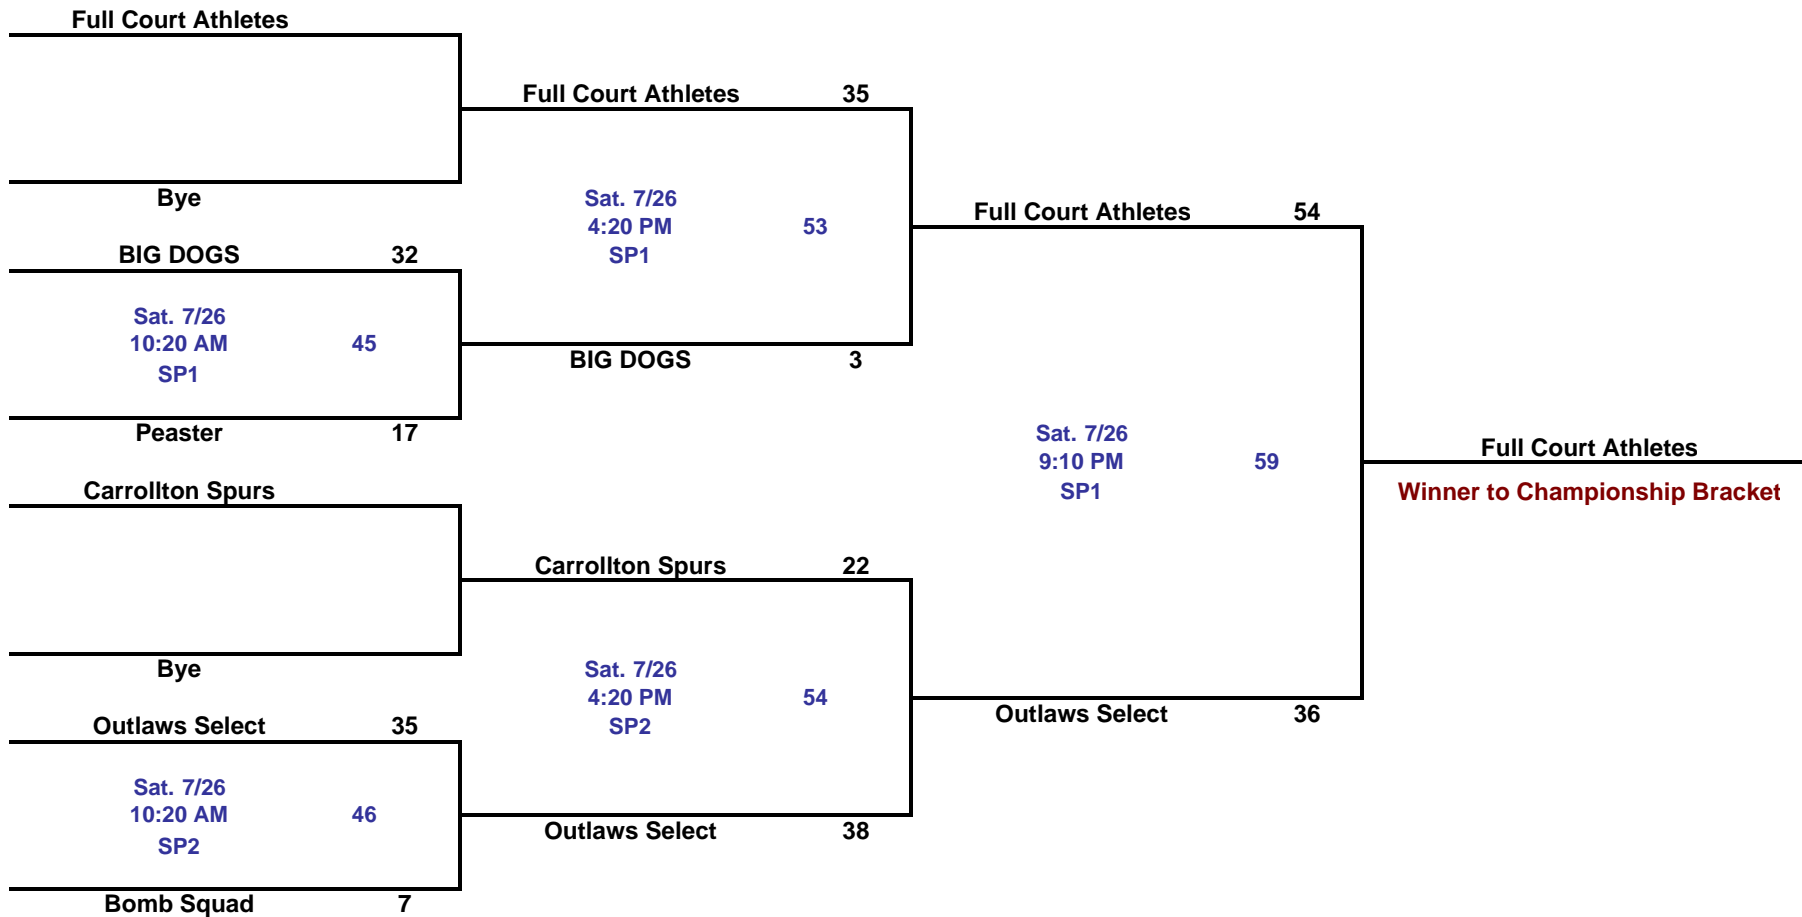 Full Court Athletes
Full Court Athletes 35
Bye
Sat. 7/26
4:20 PM 53
SP1
Full Court Athletes 54
BIG DOGS 32
Sat. 7/26
10:20 AM 45
SP1
BIG DOGS 3
Peaster 17
Sat. 7/26
9:10 PM 59
SP1
Full Court Athletes
Winner to Championship Bracket
Carrollton Spurs
Carrollton Spurs 22
Bye
Sat. 7/26
4:20 PM 54
SP2
Outlaws Select 36
Outlaws Select 35
Sat. 7/26
10:20 AM 46
SP2
Outlaws Select 38
Bomb Squad 7